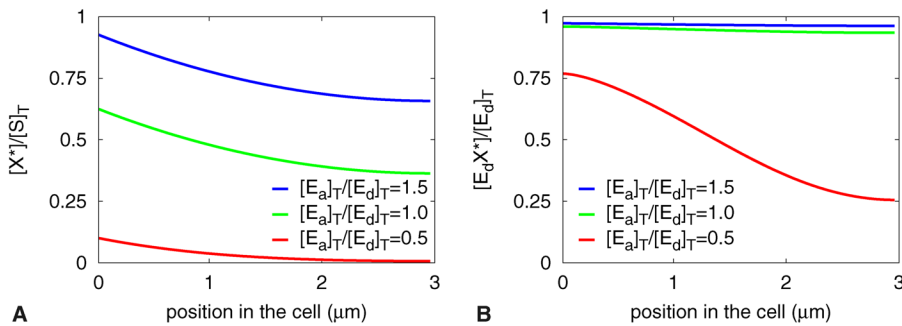 1
0.75
0.5
0.25
0
[X*]/[S]T
[Ea]T/[Ed]T=1.5
[Ea]T/[Ed]T=1.0
[Ea]T/[Ed]T=0.5
0 1 2 3
position in the cell (μm)
A
1
0.75
0.5
0.25
0
[EdX*]/[Ed]T
[Ea]T/[Ed]T=1.5
[Ea]T/[Ed]T=1.0
[Ea]T/[Ed]T=0.5
0 1 2 3
position in the cell (μm)
B